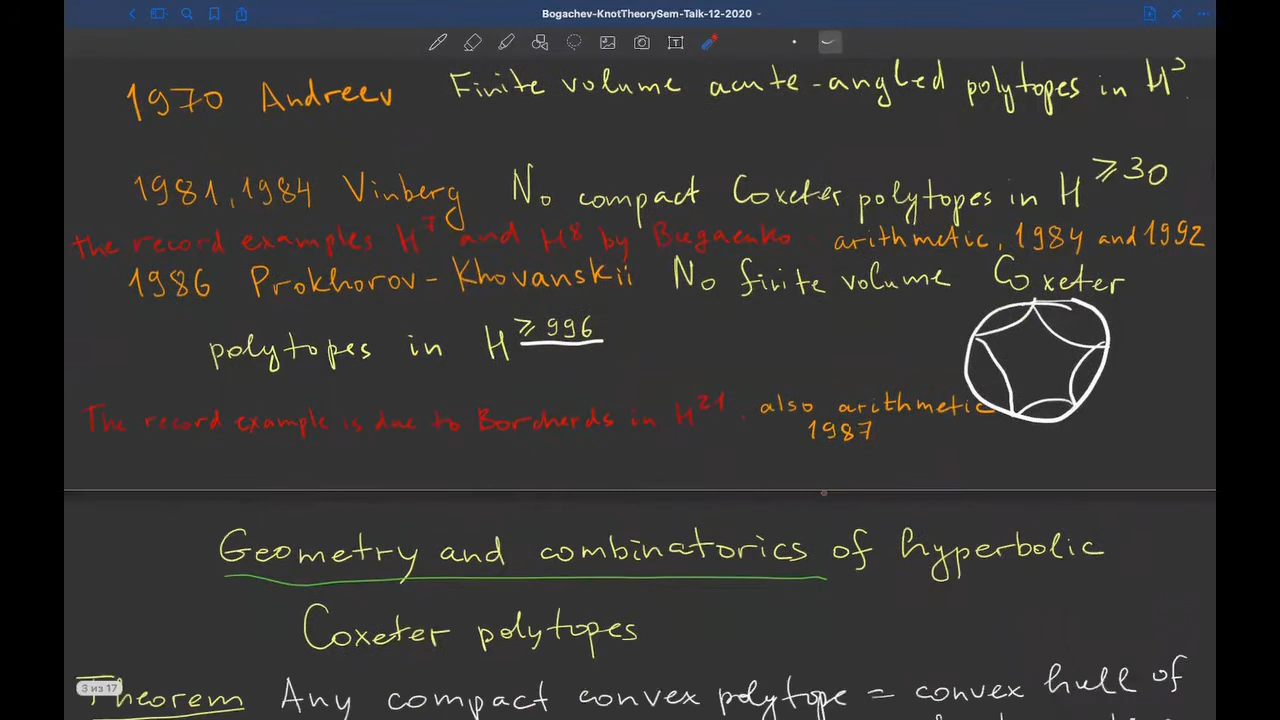 Bogachev-KnotTheorySem-Talk-12-2020
1970 Andreev Finite volume acute-angled polytopes in H³.
1981, 1984 Vinberg No compact Coxeter polytopes in H ≥30
the record examples H⁷ and H⁸ by Bugaenko. arithmetic, 1984 and 1992
1986 Prokhorov-Khovanskii No finite volume Coxeter
polytopes in H ≥996
The record example is due to Borcherds in H²¹. also arithmetic
1987
Geometry and combinatorics of hyperbolic
Coxeter polytopes
3 из 17
Theorem Any compact convex polytope = convex hull of